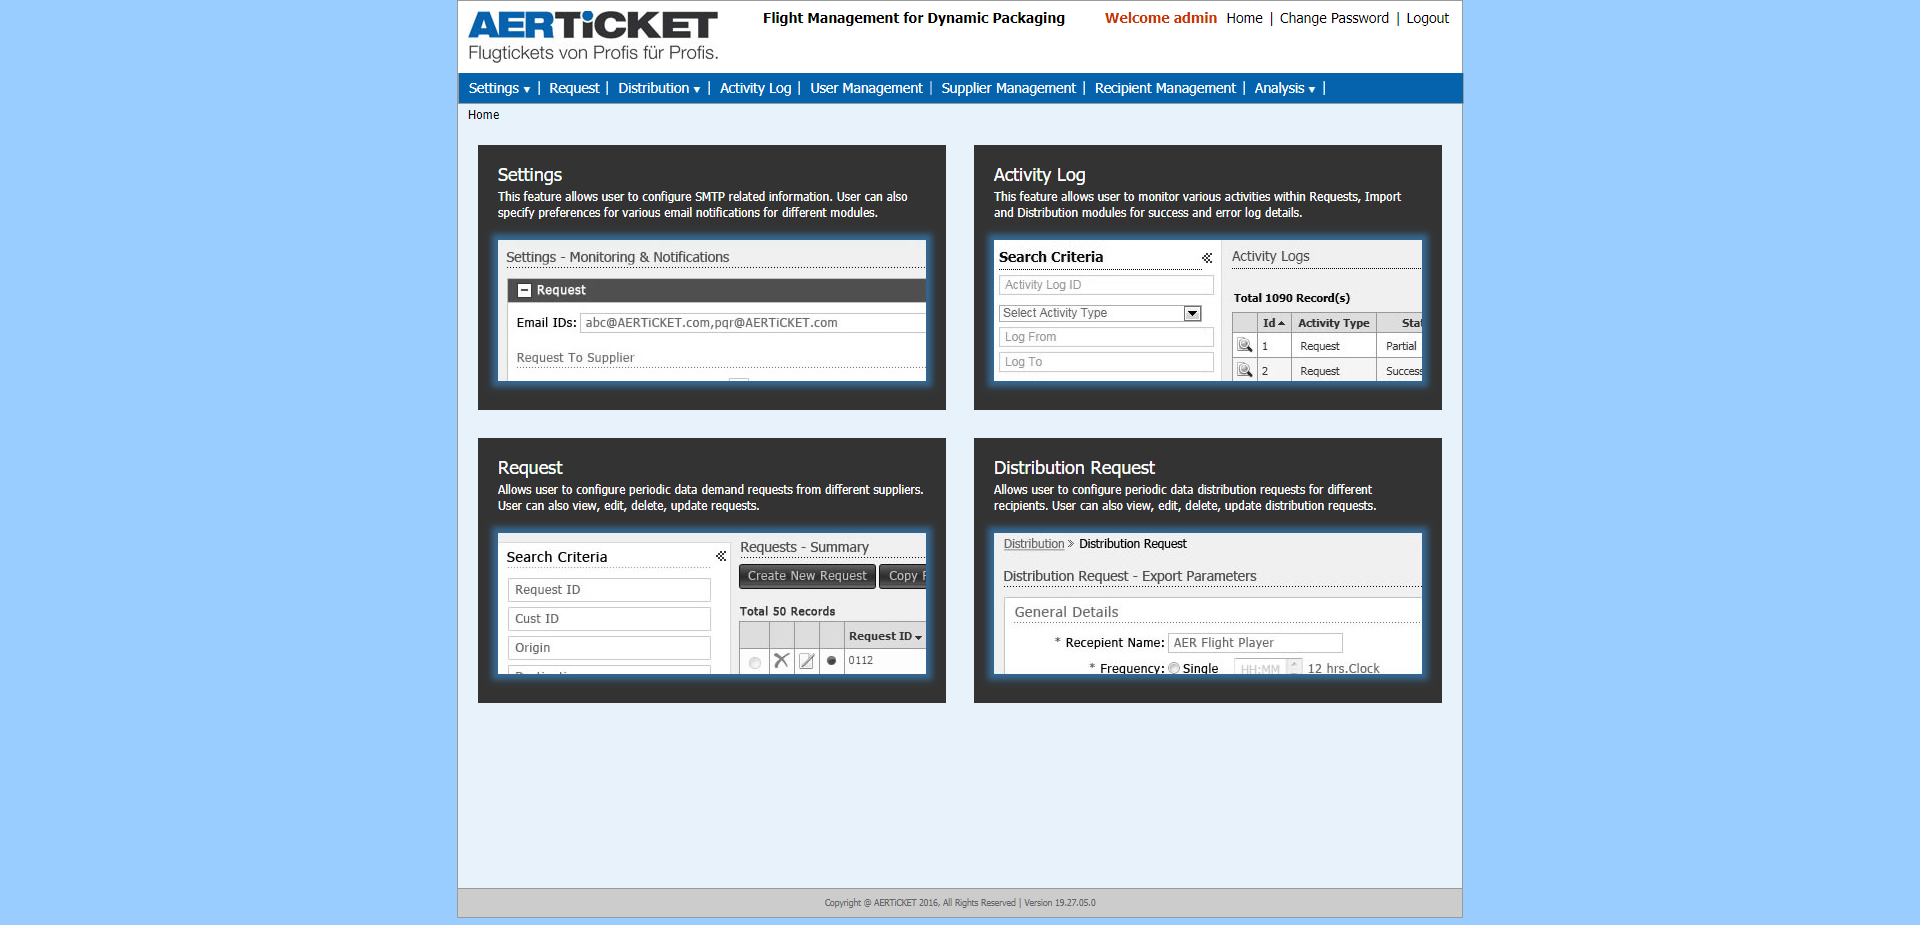 AERTiCKET
Flugtickets von Profis für Profis.
Flight Management for Dynamic Packaging
Welcome admin Home | Change Password | Logout
Settings ▼ | Request | Distribution ▼ | Activity Log | User Management | Supplier Management | Recipient Management | Analysis ▼ |
Home
Settings
This feature allows user to configure SMTP related information. User can also
specify preferences for various email notifications for different modules.
Settings - Monitoring & Notifications
Request
Email IDs: abc@AERTiCKET.com,pqr@AERTiCKET.com
Request To Supplier
Activity Log
This feature allows user to monitor various activities within Requests, Import
and Distribution modules for success and error log details.
Search Criteria
Activity Log ID
Select Activity Type
Log From
Log To
Activity Logs
Total 1090 Record(s)
Id Activity Type Stat
1 Request Partial
2 Request Success
Request
Allows user to configure periodic data demand requests from different suppliers.
User can also view, edit, delete, update requests.
Search Criteria
Request ID
Cust ID
Origin
Requests - Summary
Create New Request Copy
Total 50 Records
Request ID
0112
Distribution Request
Allows user to configure periodic data distribution requests for different
recipients. User can also view, edit, delete, update distribution requests.
Distribution » Distribution Request
Distribution Request - Export Parameters
General Details
* Recepient Name: AER Flight Player
* Frequency: Single HH:MM 12 hrs.Clock
Copyright @ AERTiCKET 2016, All Rights Reserved | Version 19.27.05.0